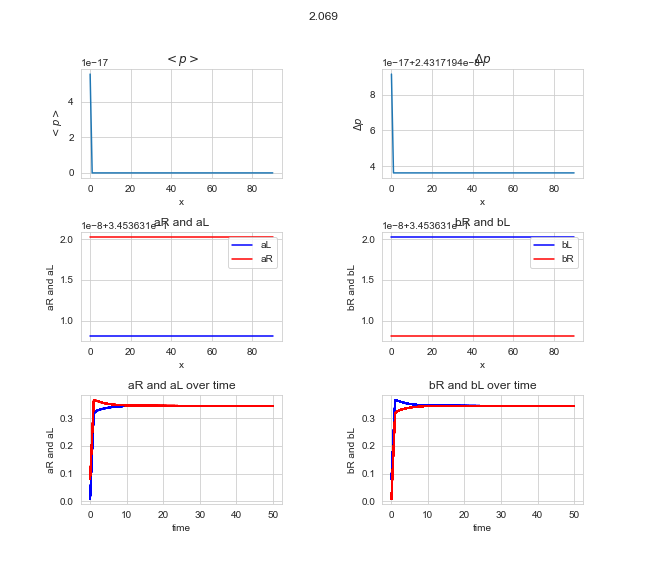 2.069
< p >
1e−17
< p >
4
2
0
0 20 40 60 80
x
Δp
1e−17+2.4317194e−8
Δp
8
6
4
0 20 40 60 80
x
aR and aL
1e−8+3.453631e−1
aR and aL
2.0
1.5
1.0
aL
aR
0 20 40 60 80
x
bR and bL
1e−8+3.453631e−1
bR and bL
2.0
1.5
1.0
bL
bR
0 20 40 60 80
x
aR and aL over time
aR and aL
0.3
0.2
0.1
0.0
0 10 20 30 40 50
time
bR and bL over time
bR and bL
0.3
0.2
0.1
0.0
0 10 20 30 40 50
time